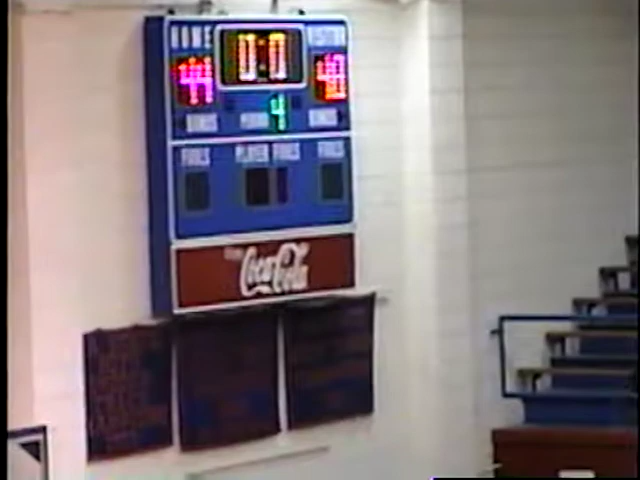 HOME VISITOR
44 0:0 40
4
BONUS PERIOD BONUS
FOULS PLAYER FOULS FOULS
Coca-Cola